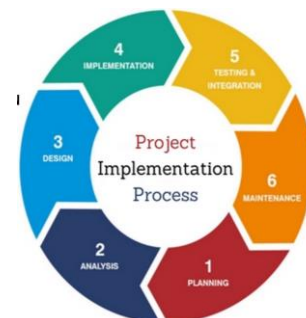 4
IMPLEMENTATION
5
TESTING &
INTEGRATION
3
DESIGN
Project
Implementation
Process
6
MAINTENANCE
2
ANALYSIS
1
PLANNING